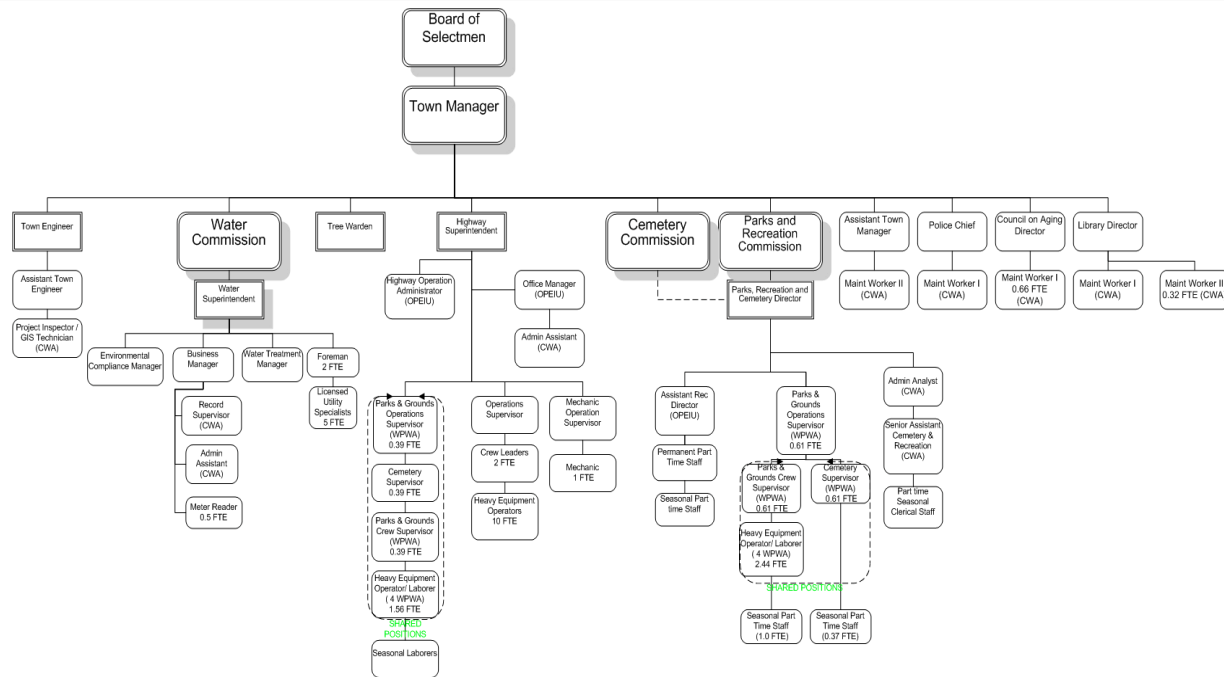 Board of
Selectmen
Town Manager
Town Engineer
Water
Commission
Tree Warden
Highway
Superintendent
Cemetery
Commission
Parks and
Recreation
Commission
Assistant Town
Manager
Police Chief
Council on Aging
Director
Library Director
Assistant Town
Engineer
Water
Superintendent
Highway Operation
Administrator
(OPEIU)
Office Manager
(OPEIU)
Parks, Recreation and
Cemetery Director
Maint Worker II
(CWA)
Maint Worker I
(CWA)
Maint Worker I
0.66 FTE
(CWA)
Maint Worker I
(CWA)
Maint Worker II
0.32 FTE (CWA
Project Inspector /
GIS Technician
(CWA)
Environmental
Compliance Manager
Business
Manager
Water Treatment
Manager
Foreman
2 FTE
Admin Assistant
(CWA)
Record
Supervisor
(CWA)
Admin
Assistant
(CWA)
Meter Reader
0.5 FTE
Licensed
Utility
Specialists
5 FTE
Parks & Grounds
Operations
Supervisor
(WPWA)
0.39 FTE
Cemetery
Supervisor
0.39 FTE
Parks & Grounds
Crew Supervisor
(WPWA)
0.39 FTE
Heavy Equipment
Operator/ Laborer
( 4 WPWA)
1.56 FTE
SHARED
POSITIONS
Seasonal Laborers
Operations
Supervisor
Crew Leaders
2 FTE
Heavy Equipment
Operators
10 FTE
Mechanic
Operation
Supervisor
Mechanic
1 FTE
Assistant Rec
Director
(OPEIU)
Permanent Part
Time Staff
Seasonal Part
time Staff
Parks &
Grounds
Operations
Supervisor
(WPWA)
0.61 FTE
Parks &
Grounds Crew
Supervisor
(WPWA)
0.61 FTE
Cemetery
Supervisor
(WPWA)
0.61 FTE
Heavy Equipment
Operator/ Laborer
( 4 WPWA)
2.44 FTE
SHARED POSITIONS
Seasonal Part
Time Staff
(1.0 FTE)
Seasonal Part
Time Staff
(0.37 FTE)
Admin Analyst
(CWA)
Senior Assistant
Cemetery &
Recreation
(CWA)
Part time
Seasonal
Clerical Staff